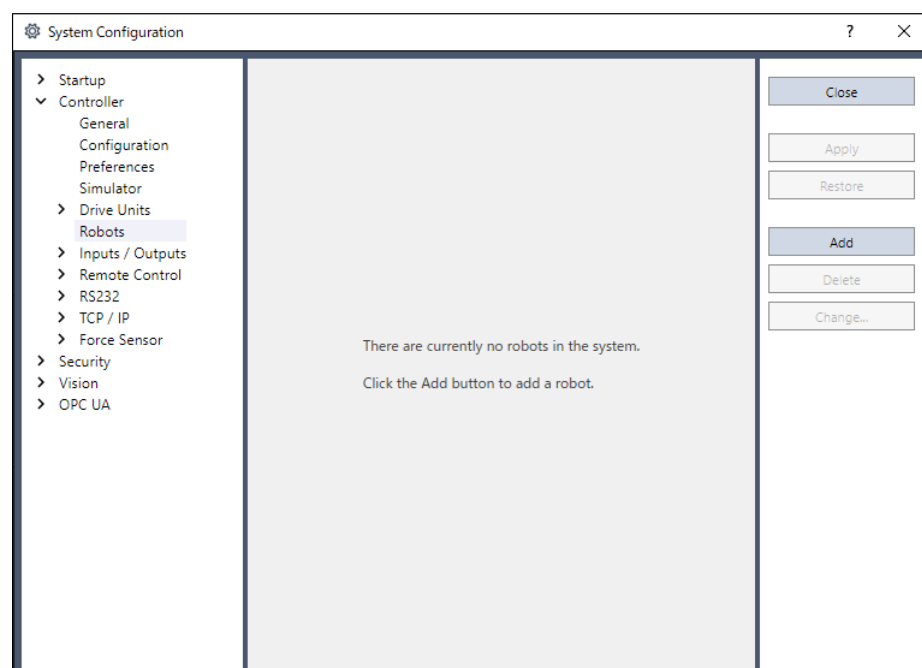 System Configuration
?
Startup
Controller
General
Configuration
Preferences
Simulator
Drive Units
Robots
Inputs / Outputs
Remote Control
RS232
TCP / IP
Force Sensor
Security
Vision
OPC UA
There are currently no robots in the system.
Click the Add button to add a robot.
Close
Apply
Restore
Add
Delete
Change...